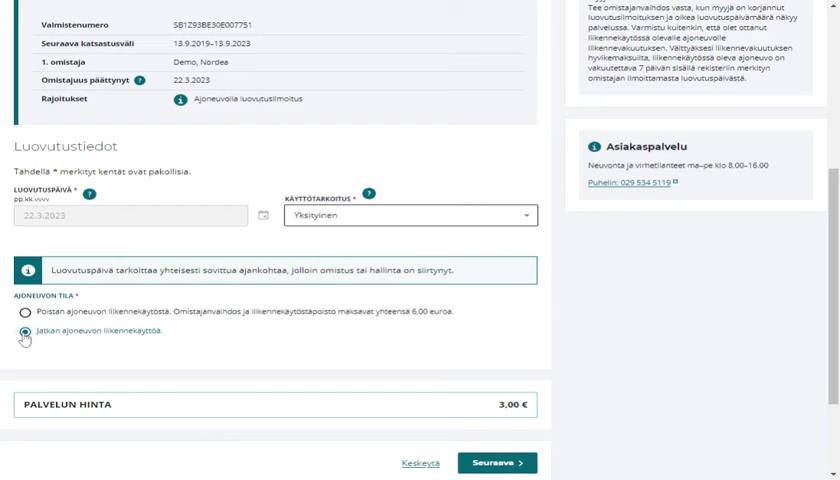 Valmistenumero SB1Z93BE30E007751
Seuraava katsastusväli 13.9.2019–13.9.2023
1. omistaja Demo, Nordea
Omistajuus päättynyt ? 22.3.2023
Rajoitukset i Ajoneuvolla luovutusilmoitus
Luovutustiedot
Tähdellä * merkityt kentät ovat pakollisia.
LUOVUTUSPÄIVÄ * ?
pp.kk.vvvv
22.3.2023
KÄYTTÖTARKOITUS * ?
Yksityinen
i Luovutuspäivä tarkoittaa yhteisesti sovittua ajankohtaa, jolloin omistus tai hallinta on siirtynyt.
AJONEUVON TILA *
Poistan ajoneuvon liikennekäytöstä. Omistajanvaihdos ja liikennekäytöstäpoisto maksavat yhteensä 6,00 euroa.
Jatkan ajoneuvon liikennekäyttöä.
PALVELUN HINTA 3,00 €
Keskeytä Seuraava >
Tee omistajanvaihdos vasta, kun myyjä on korjannut
luovutusilmoituksen ja oikea luovutuspäivämäärä näkyy
palvelussa. Varmistu kuitenkin, että olet ottanut
liikennekäytössä olevalle ajoneuvolle
liikennevakuutuksen. Välttyäksesi liikennevakuutuksen
hyvikemaksuilta, liikennekäytössä oleva ajoneuvo on
vakuutettava 7 päivän sisällä rekisteriin merkityn
omistajan ilmoittamasta luovutuspäivästä.
i Asiakaspalvelu
Neuvonta ja virhetilanteet ma–pe klo 8.00–16.00
Puhelin: 029 534 5119